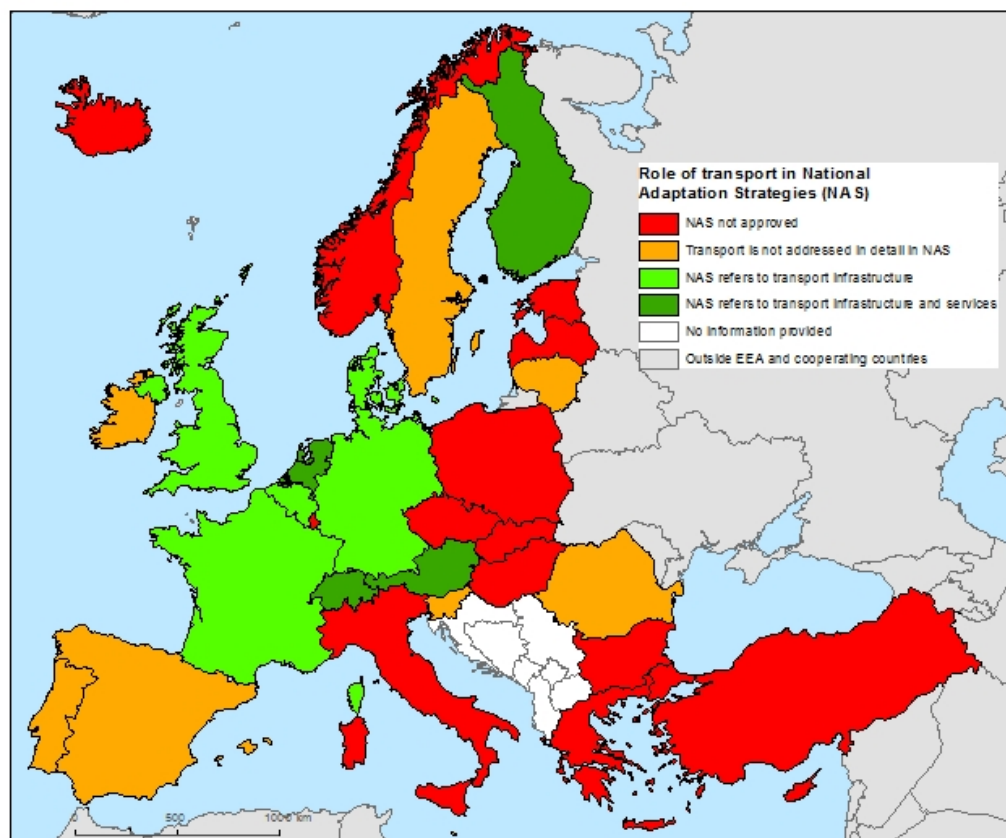 Role of transport in National
Adaptation Strategies (NAS)
NAS not approved
Transport is not addressed in detail in NAS
NAS refers to transport infrastructure
NAS refers to transport infrastructure and services
No information provided
Outside EEA and cooperating countries
0 500 1000 km